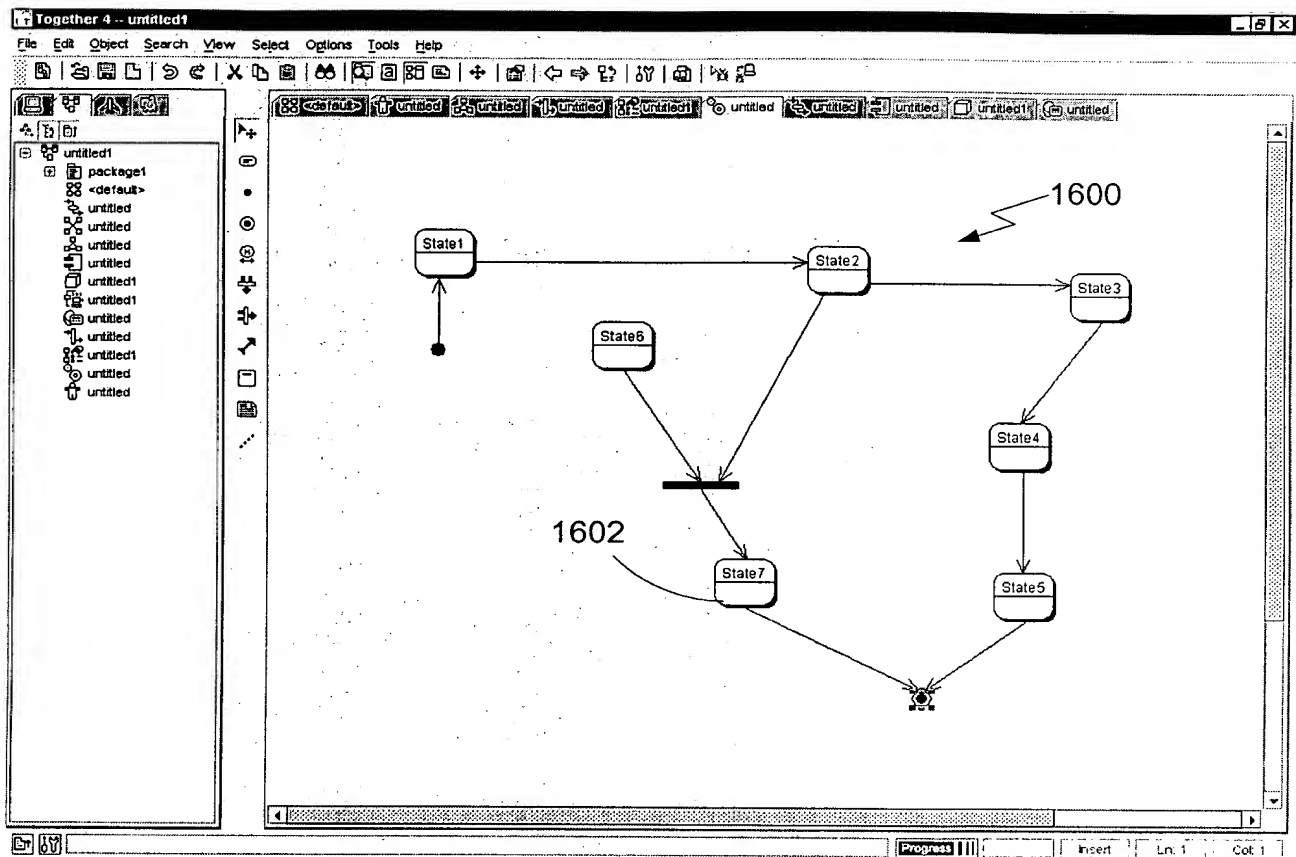 Together 4 -- untitled1
File Edit Object Search View Select Options Tools Help
<default> untitled untitled untitled untitled1 untitled untitled untitled untitled1 untitled
untitled1
package1
<default>
untitled
untitled
untitled
untitled
untitled1
untitled1
untitled
untitled
untitled1
untitled
untitled
1600
State1
State2
State3
State6
State4
1602
State7
State5
Progress Insert Ln: 1 Col: 1